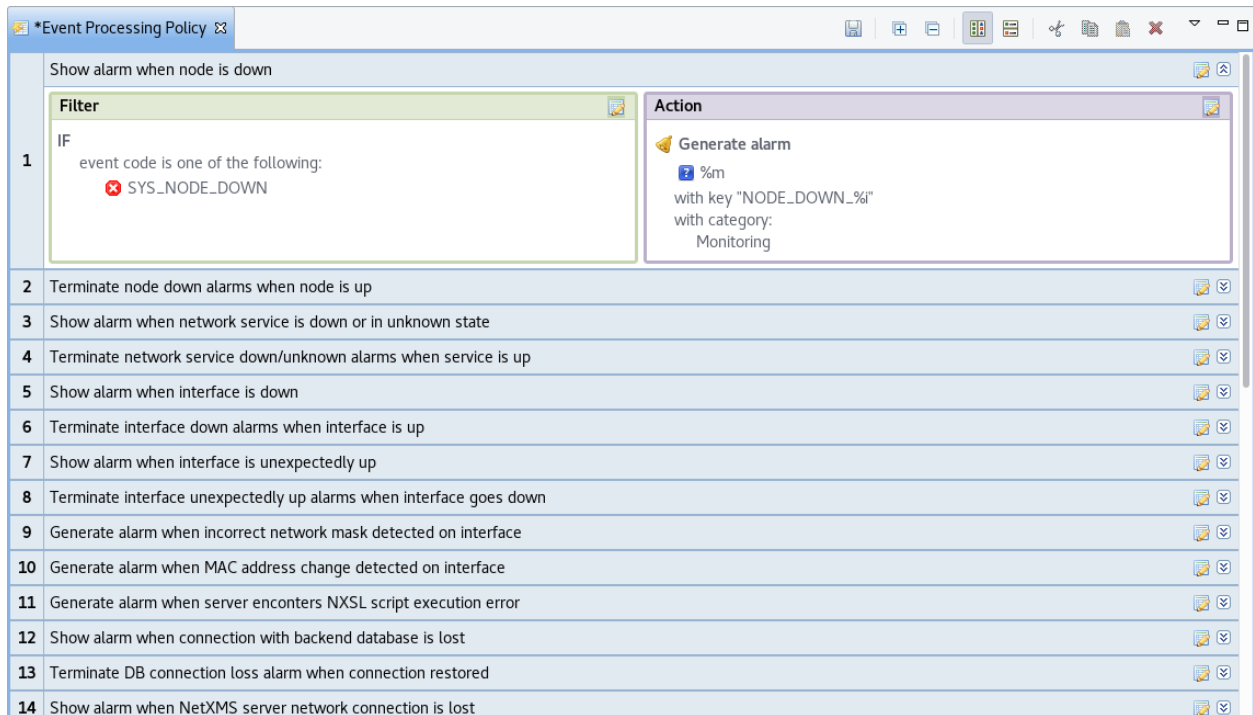 *Event Processing Policy
Show alarm when node is down
1
Filter
IF
event code is one of the following:
SYS_NODE_DOWN
Action
Generate alarm
? %m
with key "NODE_DOWN_%i"
with category:
Monitoring
2 Terminate node down alarms when node is up
3 Show alarm when network service is down or in unknown state
4 Terminate network service down/unknown alarms when service is up
5 Show alarm when interface is down
6 Terminate interface down alarms when interface is up
7 Show alarm when interface is unexpectedly up
8 Terminate interface unexpectedly up alarms when interface goes down
9 Generate alarm when incorrect network mask detected on interface
10 Generate alarm when MAC address change detected on interface
11 Generate alarm when server enconters NXSL script execution error
12 Show alarm when connection with backend database is lost
13 Terminate DB connection loss alarm when connection restored
14 Show alarm when NetXMS server network connection is lost